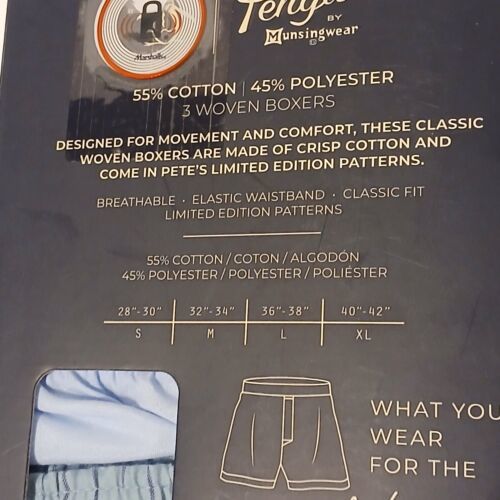 Marshalls
BY
Munsingwear
55% COTTON | 45% POLYESTER
3 WOVEN BOXERS
DESIGNED FOR MOVEMENT AND COMFORT, THESE CLASSIC
WOVEN BOXERS ARE MADE OF CRISP COTTON AND
COME IN PETE'S LIMITED EDITION PATTERNS.
BREATHABLE · ELASTIC WAISTBAND · CLASSIC FIT
LIMITED EDITION PATTERNS
55% COTTON / COTON / ALGODÓN
45% POLYESTER / POLYESTER / POLIÉSTER
28"-30" 32"-34" 36"-38" 40"-42"
S M L XL
WHAT YOU
WEAR
FOR THE